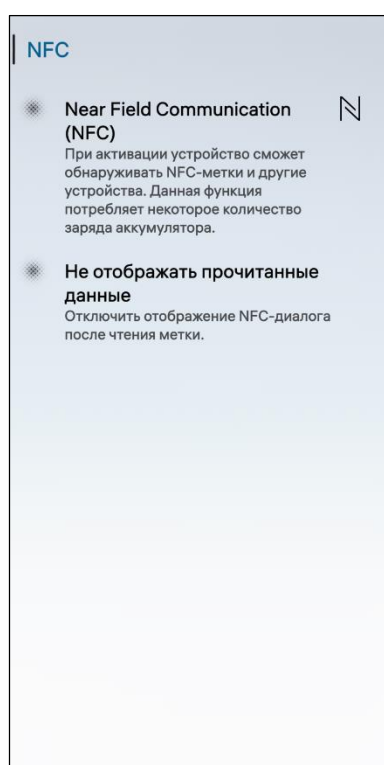 NFC
Near Field Communication
(NFC)
При активации устройство сможет
обнаруживать NFC-метки и другие
устройства. Данная функция
потребляет некоторое количество
заряда аккумулятора.
Не отображать прочитанные
данные
Отключить отображение NFC-диалога
после чтения метки.